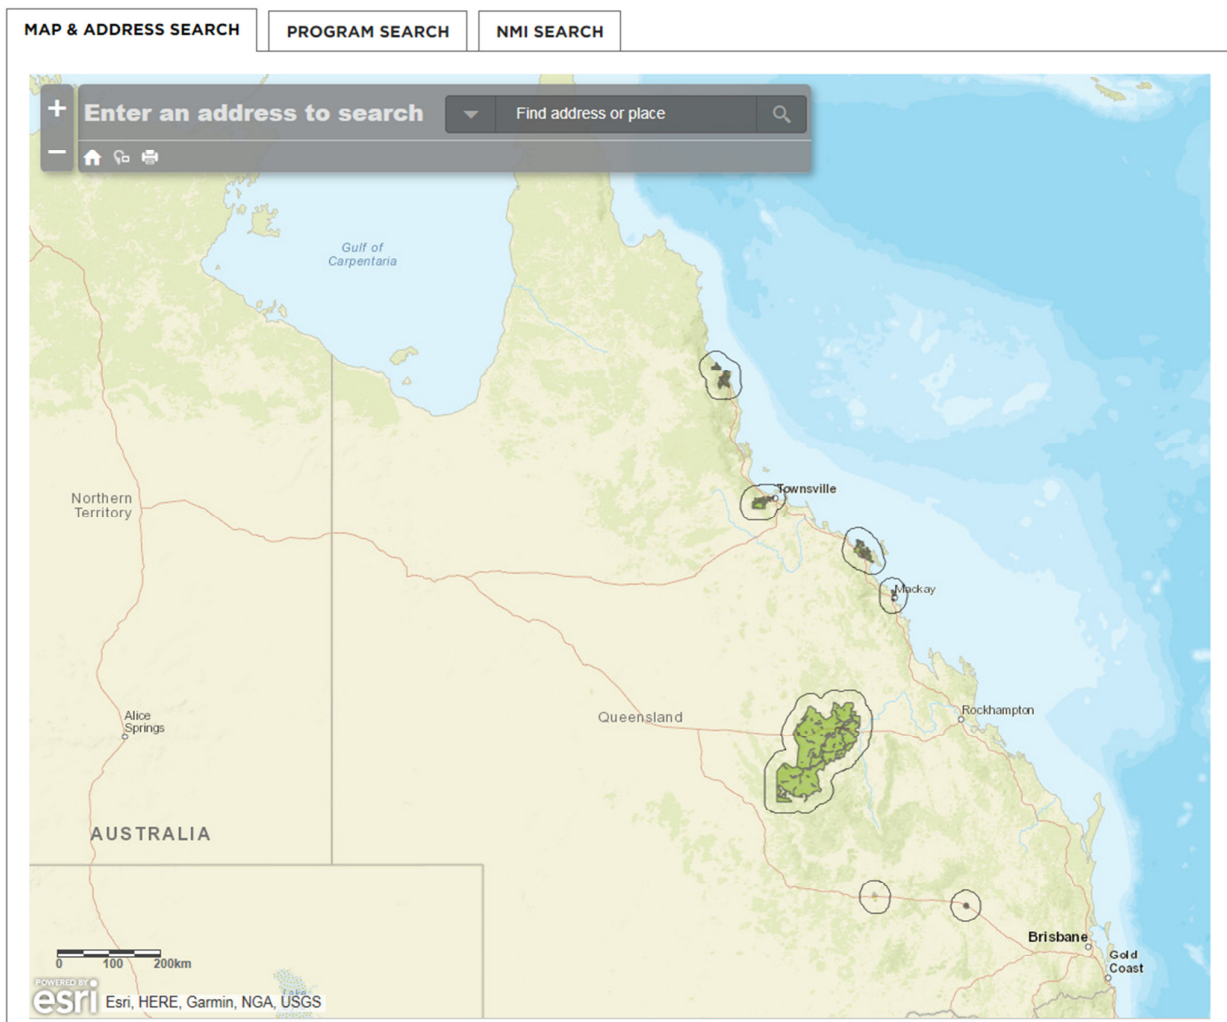 MAP & ADDRESS SEARCH
PROGRAM SEARCH
NMI SEARCH
+
Enter an address to search
Find address or place
−
Gulf of
Carpentaria
Northern
Territory
Townsville
Mackay
Alice
Springs
Queensland
Rockhampton
AUSTRALIA
Brisbane
Gold
Coast
0 100 200km
POWERED BY
esri
Lake
Esri, HERE, Garmin, NGA, USGS